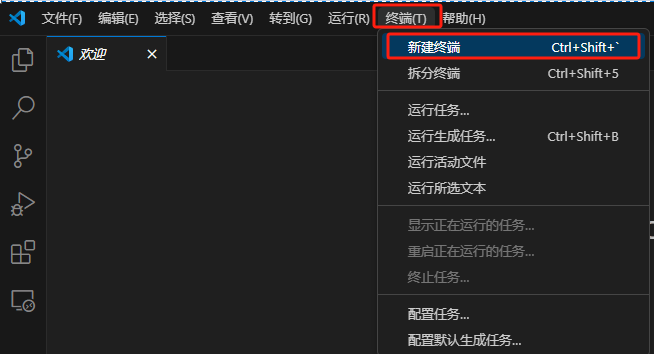 文件(F) 编辑(E) 选择(S) 查看(V) 转到(G) 运行(R) 终端(T) 帮助(H)
欢迎
新建终端 Ctrl+Shift+`
拆分终端 Ctrl+Shift+5
运行任务...
运行生成任务... Ctrl+Shift+B
运行活动文件
运行所选文本
显示正在运行的任务...
重启正在运行的任务...
终止任务...
配置任务...
配置默认生成任务...